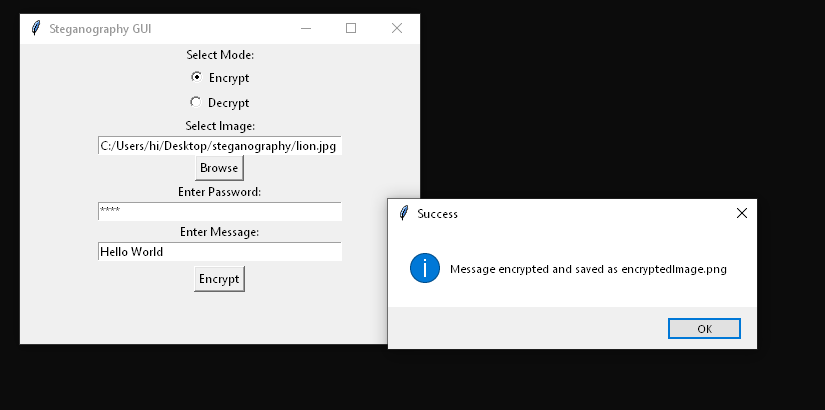 Steganography GUI
Select Mode:
Encrypt
Decrypt
Select Image:
C:/Users/hi/Desktop/steganography/lion.jpg
Browse
Enter Password:
****
Enter Message:
Hello World
Encrypt
Success
Message encrypted and saved as encryptedImage.png
OK